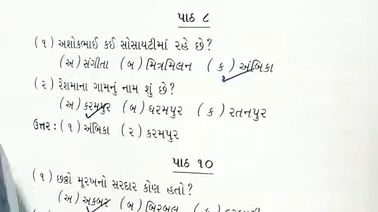 પાઠ ૮
(૧) અશોકભાઈ કઈ સોસાયટીમાં રહે છે?
(અ) સંગીતા (બ) મિત્રમિલન (ક) અંબિકા
(૨) રેશમાના ગામનું નામ શું છે?
(અ) કરમપુર (બ) ધરમપુર (ક) રતનપુર
ઉત્તર : (૧) અંબિકા (૨) કરમપુર
પાઠ ૧૦
(૧) છઠ્ઠો મૂરખનો સરદાર કોણ હતો?
(અ) અકબર (બ) બિરબલ